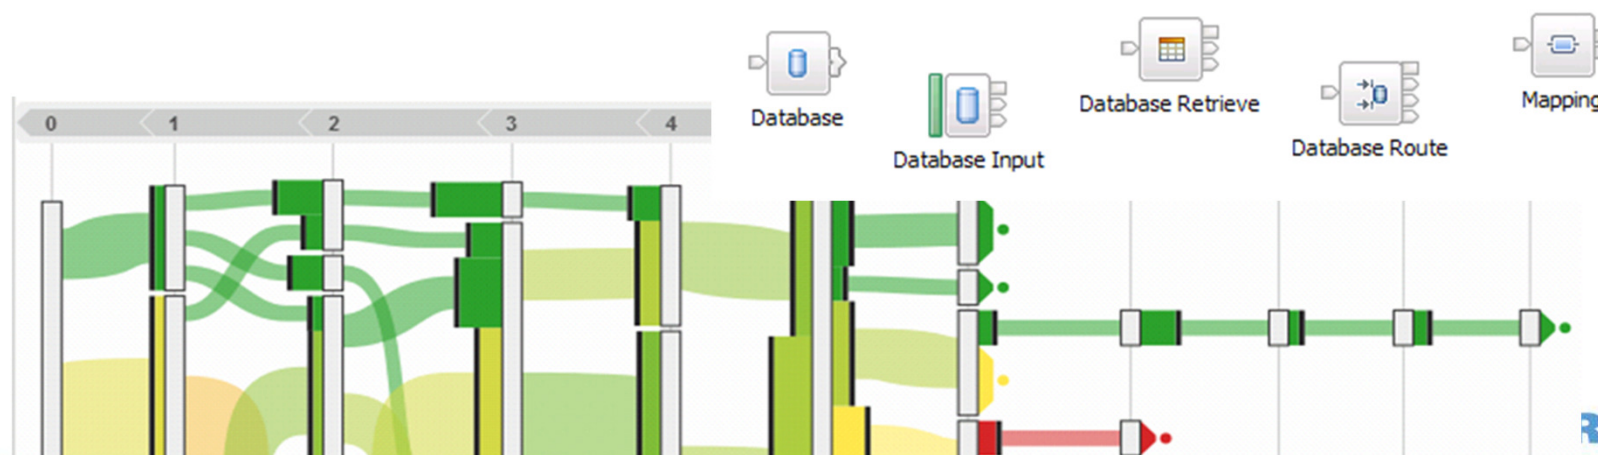 0 1 2 3 4
Database
Database Input
Database Retrieve
Database Route
Mapping
R